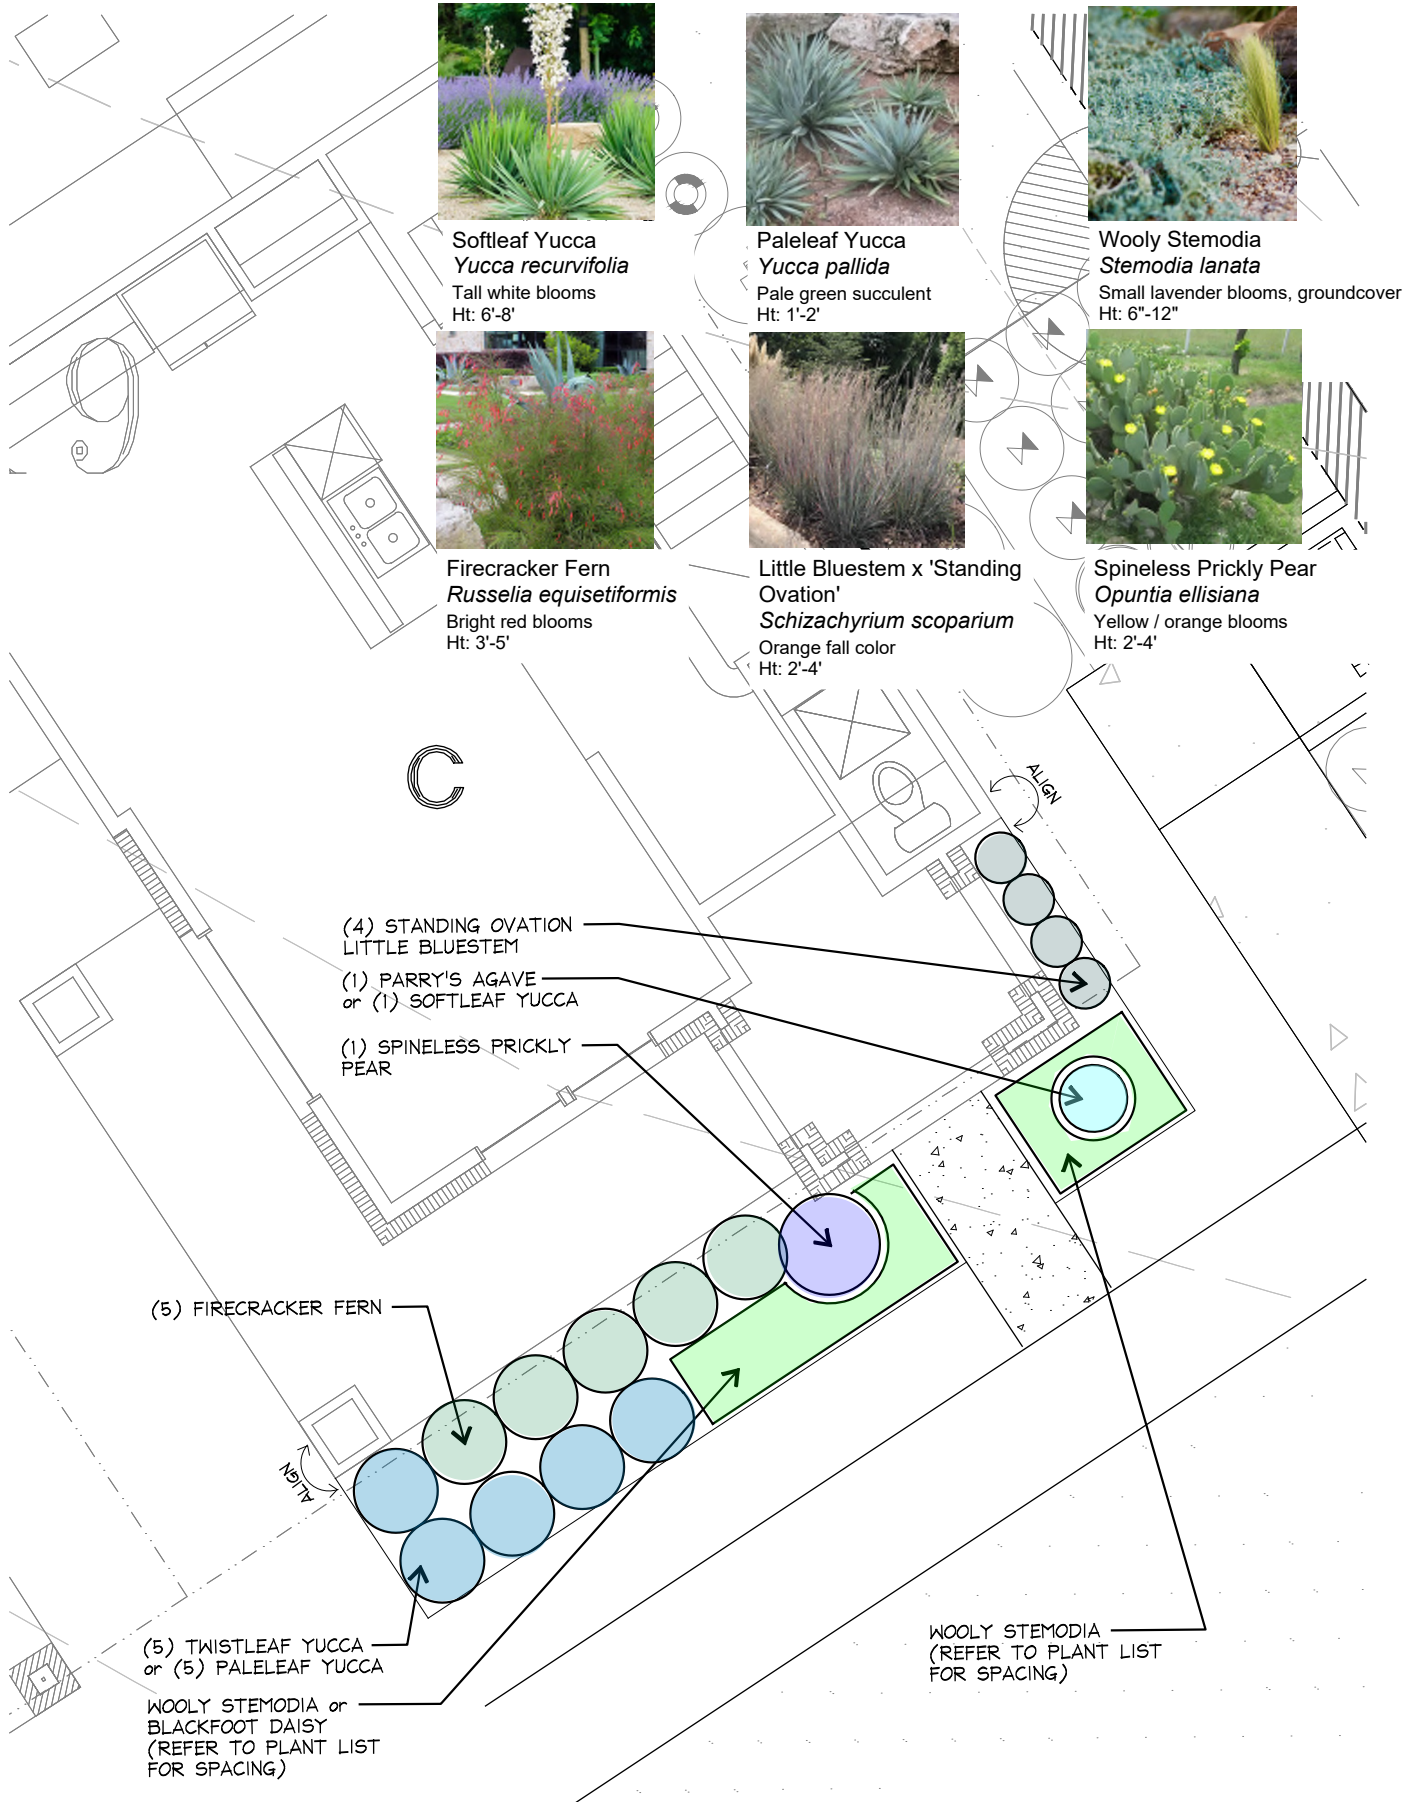 Softleaf Yucca
Yucca recurvifolia
Tall white blooms
Ht: 6'-8'
Paleleaf Yucca
Yucca pallida
Pale green succulent
Ht: 1'-2'
Wooly Stemodia
Stemodia lanata
Small lavender blooms, groundcover
Ht: 6"-12"
Firecracker Fern
Russelia equisetiformis
Bright red blooms
Ht: 3'-5'
Little Bluestem x 'Standing
Ovation'
Schizachyrium scoparium
Orange fall color
Ht: 2'-4'
Spineless Prickly Pear
Opuntia ellisiana
Yellow / orange blooms
Ht: 2'-4'
C
ALIGN
(4) STANDING OVATION
LITTLE BLUESTEM
(1) PARRY'S AGAVE
or (1) SOFTLEAF YUCCA
(1) SPINELESS PRICKLY
PEAR
(5) FIRECRACKER FERN
ALIGN
(5) TWISTLEAF YUCCA
or (5) PALELEAF YUCCA
WOOLY STEMODIA or
BLACKFOOT DAISY
(REFER TO PLANT LIST
FOR SPACING)
WOOLY STEMODIA
(REFER TO PLANT LIST
FOR SPACING)